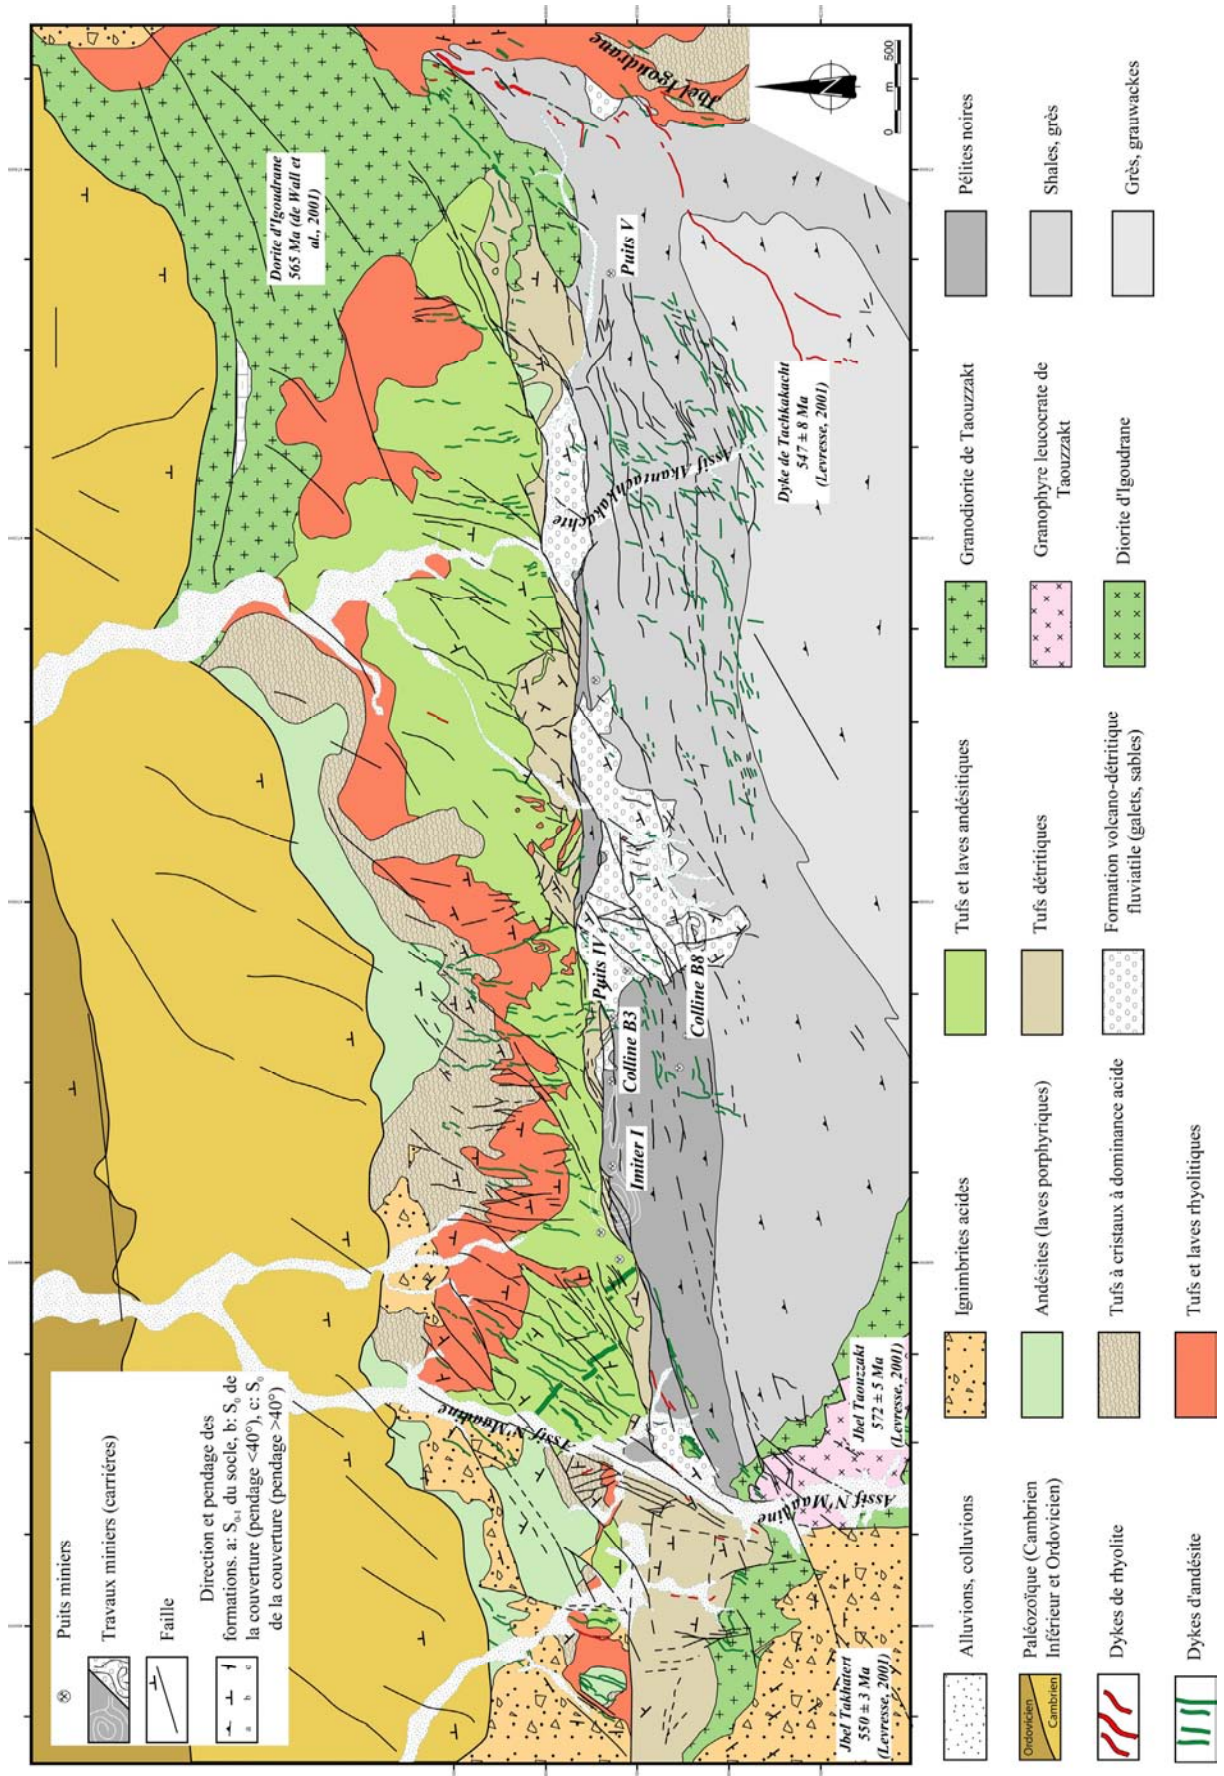 Puits miniers
Travaux miniers (carrières)
Faille
Direction et pendage des
formations. a: S0-1 du socle, b: S0 de
la couverture (pendage <40°), c: S0
de la couverture (pendage >40°)
a b c
Dorite d'Igoudrane
565 Ma (de Wall et
al., 2001)
Jbel Igoudrane
N
0 m 500
Puits V
Dyke de Tachkakacht
547 ± 8 Ma
(Levresse, 2001)
Assif Akantachkakachte
Puits IV
Colline B3
Colline B8
Imiter I
Assif N'Maadine
Assif N'Maadine
Jbel Taouzzakt
572 ± 5 Ma
(Levresse, 2001)
Jbel Takhatert
550 ± 3 Ma
(Levresse, 2001)
Alluvions, colluvions
Ordovicien
Cambrien
Paléozoïque (Cambrien
Inférieur et Ordovicien)
Dykes de rhyolite
Dykes d'andésite
Ignimbrites acides
Andésites (laves porphyriques)
Tufs à cristaux à dominance acide
Tufs et laves rhyolitiques
Tufs et laves andésitiques
Tufs détritiques
Formation volcano-détritique
fluviatile (galets, sables)
Granodiorite de Taouzzakt
Granophyre leucocrate de
Taouzzakt
Diorite d'Igoudrane
Pélites noires
Shales, grès
Grès, grauwackes